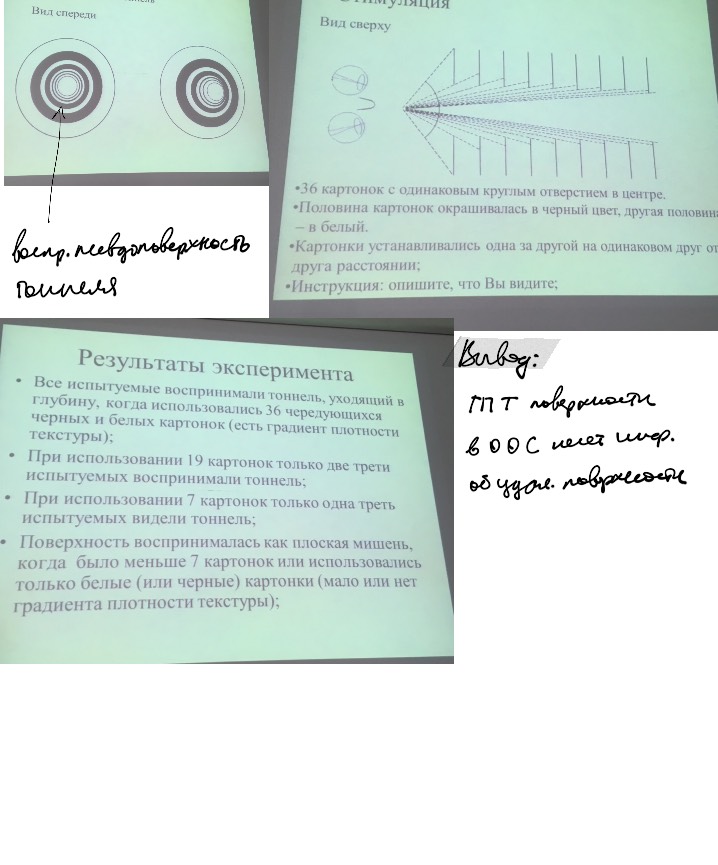 Вид спереди
восpr. псевдоповерхность
тоннеля
Стимуляция
Вид сверху
•36 картонок с одинаковым круглым отверстием в центре.
•Половина картонок окрашивалась в черный цвет, другая половина
– в белый.
•Картонки устанавливались одна за другой на одинаковом друг от
друга расстоянии;
•Инструкция: опишите, что Вы видите;
Результаты эксперимента
• Все испытуемые воспринимали тоннель, уходящий в
глубину, когда использовались 36 чередующихся
черных и белых картонок (есть градиент плотности
текстуры);
• При использовании 19 картонок только две трети
испытуемых воспринимали тоннель;
• При использовании 7 картонок только одна треть
испытуемых видели тоннель;
• Поверхность воспринималась как плоская мишень,
когда было меньше 7 картонок или использовались
только белые (или черные) картонки (мало или нет
градиента плотности текстуры);
Вывод:
ГПТ поверхности
в ООС несет инф.
об удал. поверхности